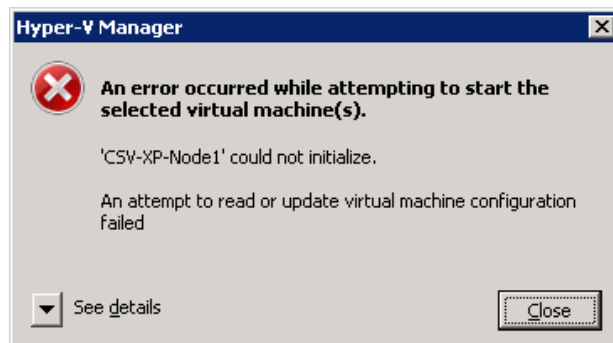 Hyper-V Manager
An error occurred while attempting to start the
selected virtual machine(s).
'CSV-XP-Node1' could not initialize.
An attempt to read or update virtual machine configuration
failed
See details
Close